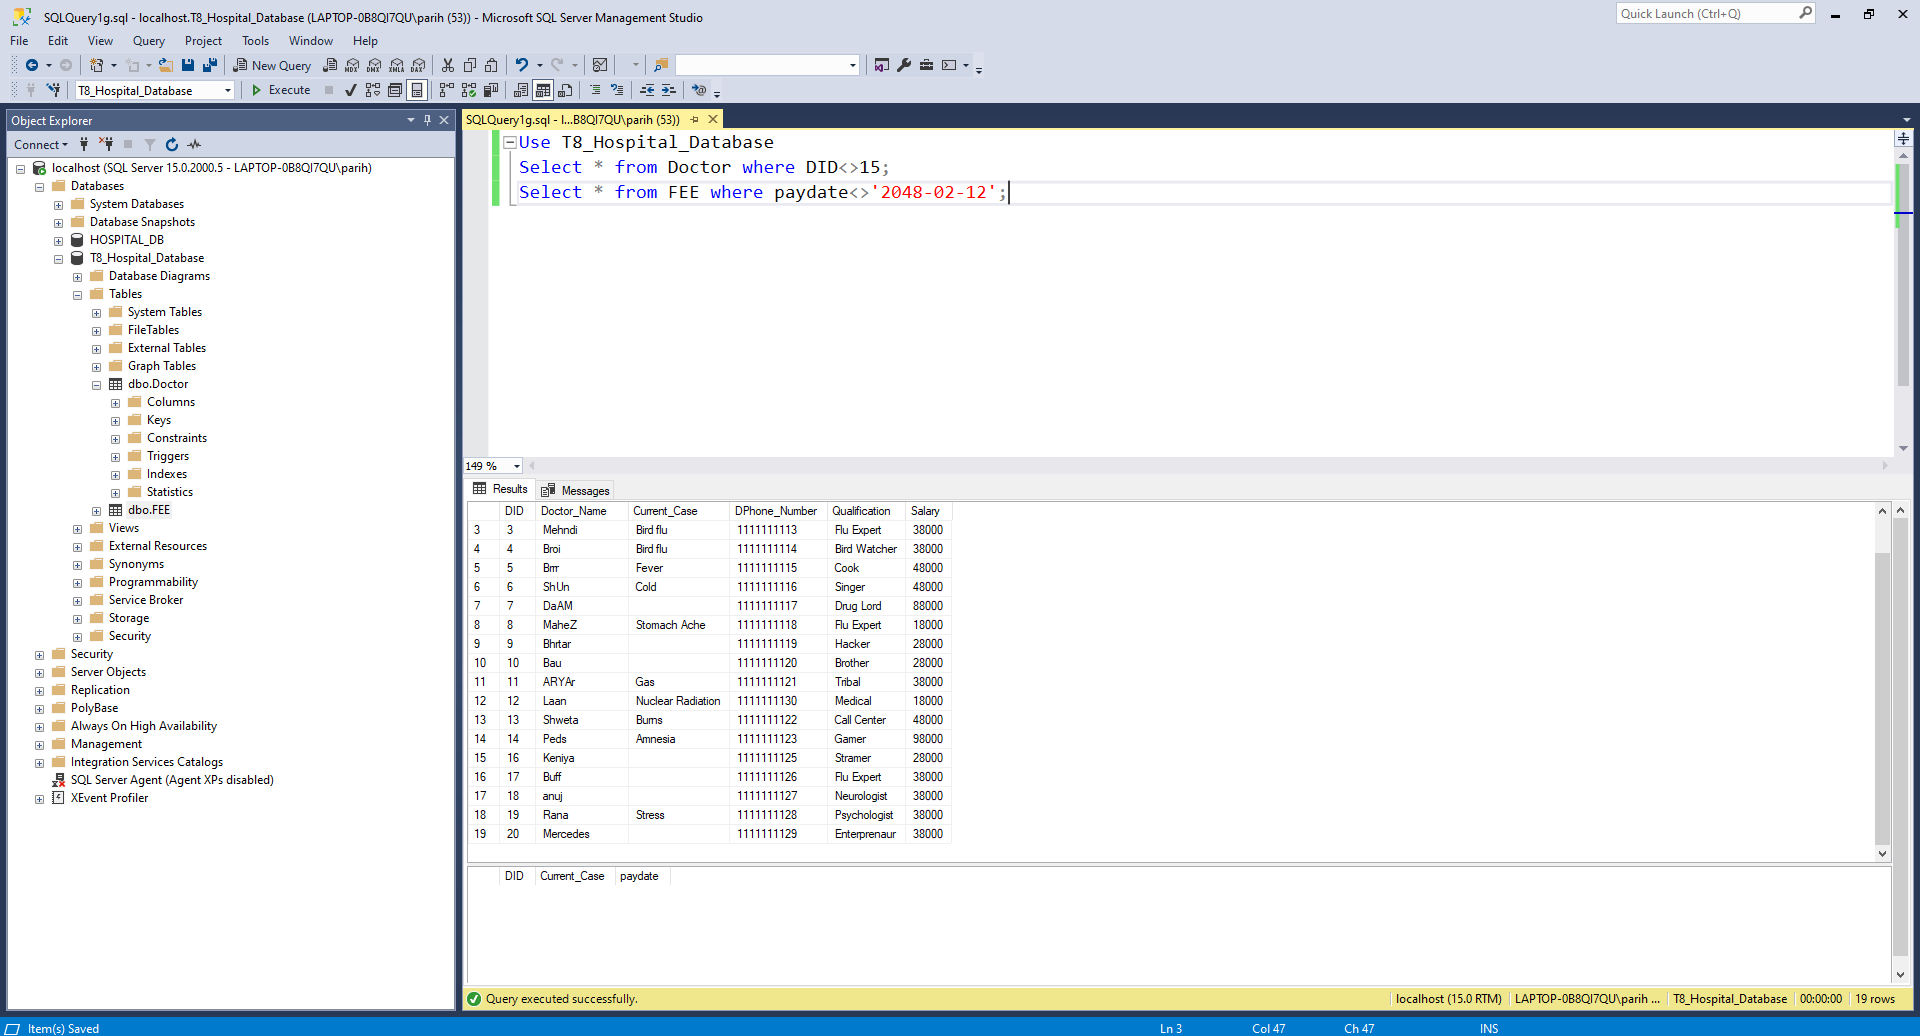 SQLQuery1g.sql - localhost.T8_Hospital_Database (LAPTOP-0B8QI7QU\parih (53)) - Microsoft SQL Server Management Studio
Quick Launch (Ctrl+Q)
File Edit View Query Project Tools Window Help
New Query
MDX DMX XMLA DAX
T8_Hospital_Database Execute
Object Explorer
Connect
localhost (SQL Server 15.0.2000.5 - LAPTOP-0B8QI7QU\parih)
Databases
System Databases
Database Snapshots
HOSPITAL_DB
T8_Hospital_Database
Database Diagrams
Tables
System Tables
FileTables
External Tables
Graph Tables
dbo.Doctor
Columns
Keys
Constraints
Triggers
Indexes
Statistics
dbo.FEE
Views
External Resources
Synonyms
Programmability
Service Broker
Storage
Security
Security
Server Objects
Replication
PolyBase
Always On High Availability
Management
Integration Services Catalogs
SQL Server Agent (Agent XPs disabled)
XEvent Profiler
SQLQuery1g.sql - l...B8QI7QU\parih (53))
Use T8_Hospital_Database
Select * from Doctor where DID<>15;
Select * from FEE where paydate<>'2048-02-12';
149 %
Results Messages
DID Doctor_Name Current_Case DPhone_Number Qualification Salary
3 3 Mehndi Bird flu 1111111113 Flu Expert 38000
4 4 Broi Bird flu 1111111114 Bird Watcher 38000
5 5 Brrr Fever 1111111115 Cook 48000
6 6 ShUn Cold 1111111116 Singer 48000
7 7 DaAM 1111111117 Drug Lord 88000
8 8 MaheZ Stomach Ache 1111111118 Flu Expert 18000
9 9 Bhrtar 1111111119 Hacker 28000
10 10 Bau 1111111120 Brother 28000
11 11 ARYAr Gas 1111111121 Tribal 38000
12 12 Laan Nuclear Radiation 1111111130 Medical 18000
13 13 Shweta Burns 1111111122 Call Center 48000
14 14 Peds Amnesia 1111111123 Gamer 98000
15 16 Keniya 1111111125 Stramer 28000
16 17 Buff 1111111126 Flu Expert 38000
17 18 anuj 1111111127 Neurologist 38000
18 19 Rana Stress 1111111128 Psychologist 38000
19 20 Mercedes 1111111129 Enterprenaur 38000
DID Current_Case paydate
Query executed successfully. localhost (15.0 RTM) LAPTOP-0B8QI7QU\parih ... T8_Hospital_Database 00:00:00 19 rows
Item(s) Saved Ln 3 Col 47 Ch 47 INS